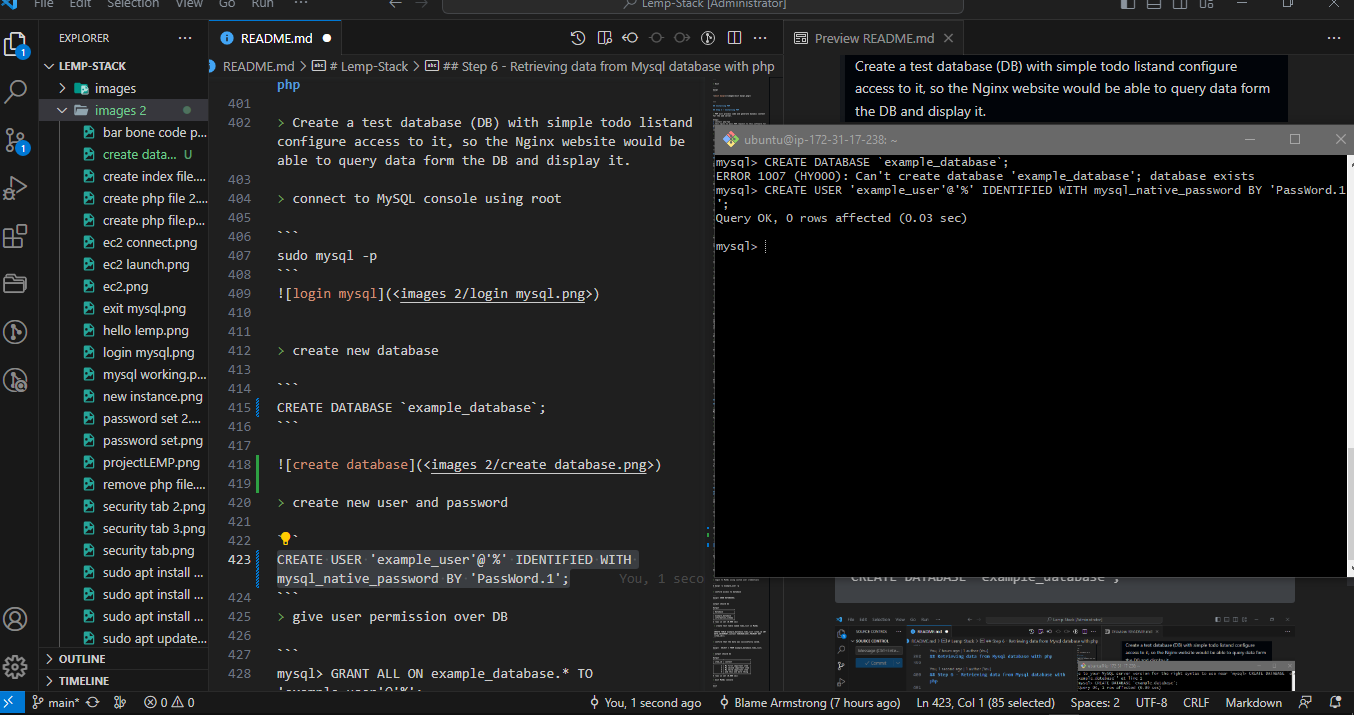 File Edit Selection View Go Run ··· Lemp-Stack [Administrator]
EXPLORER ···
LEMP-STACK
images
images 2
bar bone code p...
create data... U
create index file....
create php file 2....
create php file.p...
ec2 connect.png
ec2 launch.png
ec2.png
exit mysql.png
hello lemp.png
login mysql.png
mysql working.p...
new instance.png
password set 2....
password set.png
projectLEMP.png
remove php file....
security tab 2.png
security tab 3.png
security tab.png
sudo apt install ...
sudo apt install ...
sudo apt install ...
sudo apt update...
OUTLINE
TIMELINE
README.md
README.md > # Lemp-Stack > ## Step 6 - Retrieving data from Mysql database with php
php
401
402 > Create a test database (DB) with simple todo listand
configure access to it, so the Nginx website would be
able to query data form the DB and display it.
403
404 > connect to MySQL console using root
405
406 ```
407 sudo mysql -p
408 ```
409 ![login mysql](<images 2/login mysql.png>)
410
411
412 > create new database
413
414 ```
415 CREATE DATABASE `example_database`;
416 ```
417
418 ![create database](<images 2/create database.png>)
419
420 > create new user and password
421
422
423 CREATE USER 'example_user'@'%' IDENTIFIED WITH
mysql_native_password BY 'PassWord.1'; You, 1 seco
424 ```
425 > give user permission over DB
426
427 ```
428 mysql> GRANT ALL ON example_database.* TO
'example_user'@'%';
Preview README.md
Create a test database (DB) with simple todo listand configure
access to it, so the Nginx website would be able to query data form
the DB and display it.
ubuntu@ip-172-31-17-238: ~
mysql> CREATE DATABASE `example_database`;
ERROR 1007 (HY000): Can't create database 'example_database'; database exists
mysql> CREATE USER 'example_user'@'%' IDENTIFIED WITH mysql_native_password BY 'PassWord.1
';
Query OK, 0 rows affected (0.03 sec)
mysql>
CREATE DATABASE `example_database`;
main* 0 0 You, 1 second ago Blame Armstrong (7 hours ago) Ln 423, Col 1 (85 selected) Spaces: 2 UTF-8 CRLF Markdown